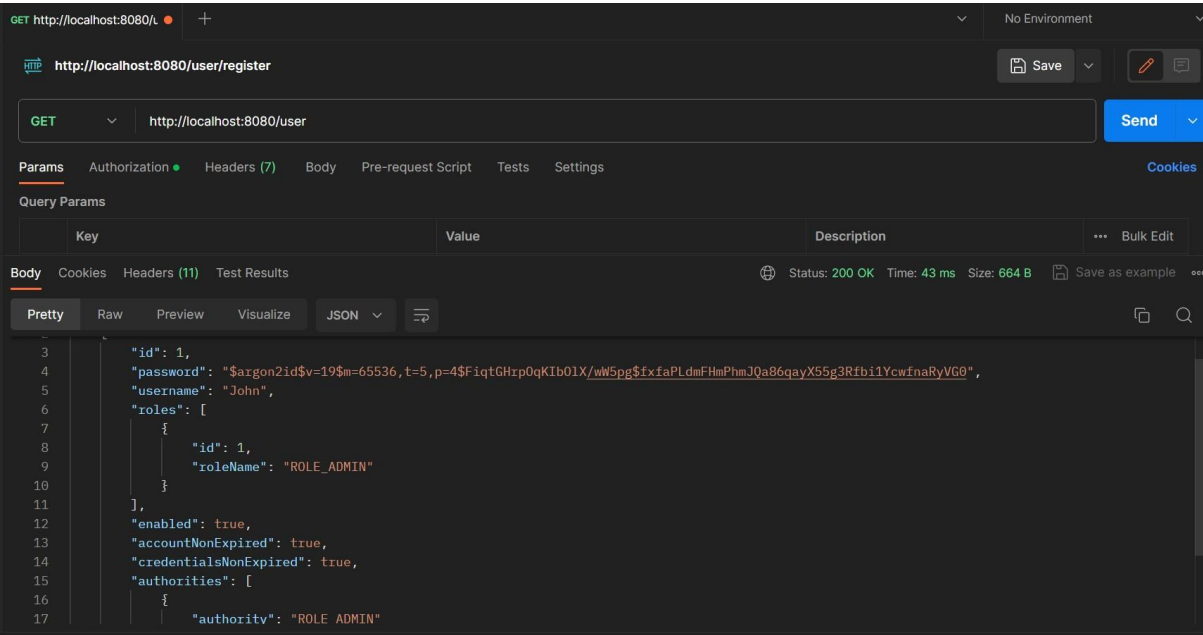 GET http://localhost:8080/u
No Environment
HTTP http://localhost:8080/user/register
Save
GET http://localhost:8080/user
Send
Params Authorization Headers (7) Body Pre-request Script Tests Settings Cookies
Query Params
Key Value Description ••• Bulk Edit
Body Cookies Headers (11) Test Results Status: 200 OK Time: 43 ms Size: 664 B Save as example
Pretty Raw Preview Visualize JSON
3 "id": 1,
4 "password": "$argon2id$v=19$m=65536,t=5,p=4$FiqtGHrpOqKIbOlX/wW5pg$fxfaPLdmFHmPhmJQa86qayX55g3Rfbi1YcwfnaRyVG0",
5 "username": "John",
6 "roles": [
7 {
8 "id": 1,
9 "roleName": "ROLE_ADMIN"
10 }
11 ],
12 "enabled": true,
13 "accountNonExpired": true,
14 "credentialsNonExpired": true,
15 "authorities": [
16 {
17 "authority": "ROLE_ADMIN"